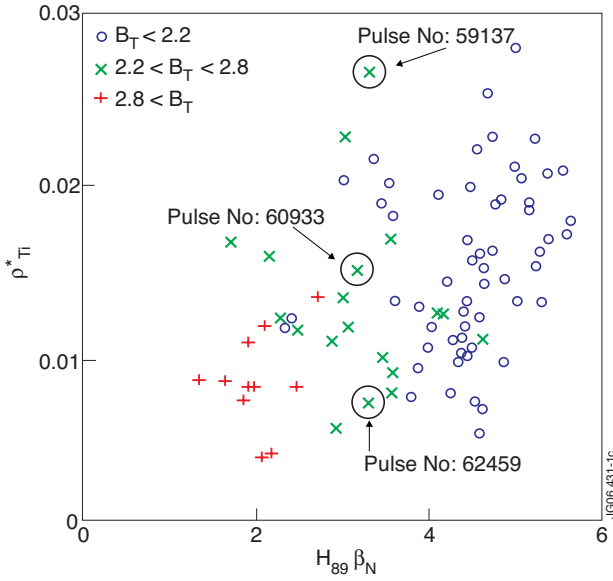 0.03
B_T < 2.2
2.2 < B_T < 2.8
2.8 < B_T
Pulse No: 59137
0.02
Pulse No: 60933
ρ*_Ti
0.01
Pulse No: 62459
0
0 2 4 6
H_89 β_N
JG06.431-1c